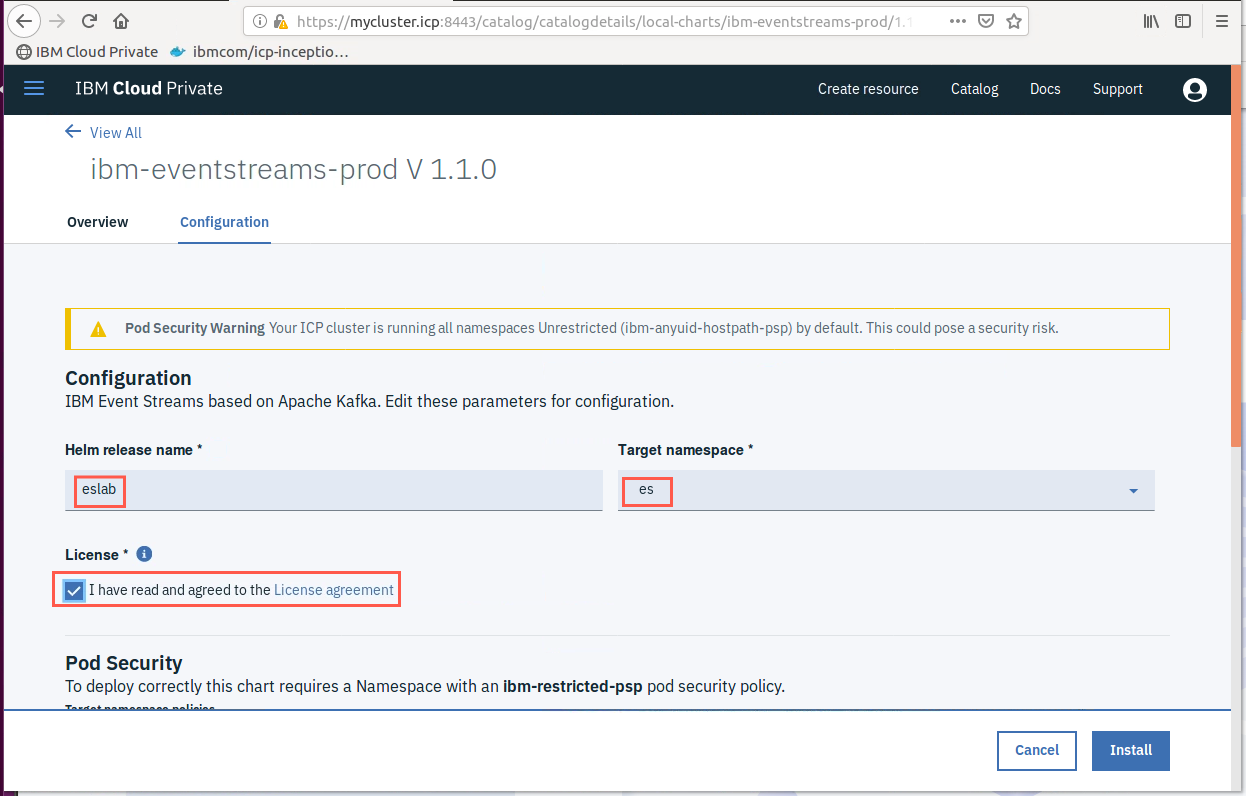 https://mycluster.icp:8443/catalog/catalogdetails/local-charts/ibm-eventstreams-prod/1.1
IBM Cloud Private
ibmcom/icp-inceptio…
IBM Cloud Private
Create resource
Catalog
Docs
Support
View All
ibm-eventstreams-prod V 1.1.0
Overview
Configuration
Pod Security Warning Your ICP cluster is running all namespaces Unrestricted (ibm-anyuid-hostpath-psp) by default. This could pose a security risk.
Configuration
IBM Event Streams based on Apache Kafka. Edit these parameters for configuration.
Helm release name *
Target namespace *
eslab
es
License *
I have read and agreed to the License agreement
Pod Security
To deploy correctly this chart requires a Namespace with an ibm-restricted-psp pod security policy.
Target namespace policies
Cancel
Install